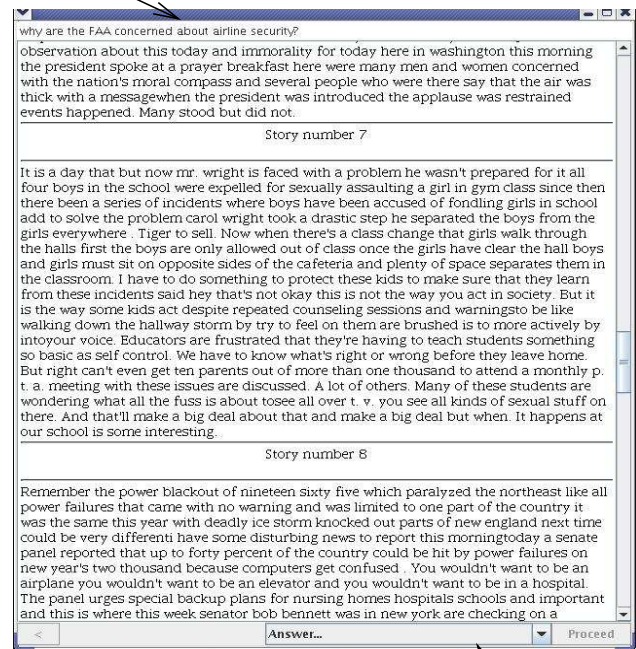 why are the FAA concerned about airline security?
observation about this today and immorality for today here in washington this morning
the president spoke at a prayer breakfast here were many men and women concerned
with the nation's moral compass and several people who were there say that the air was
thick with a messagewhen the president was introduced the applause was restrained
events happened. Many stood but did not.
Story number 7
It is a day that but now mr. wright is faced with a problem he wasn't prepared for it all
four boys in the school were expelled for sexually assaulting a girl in gym class since then
there been a series of incidents where boys have been accused of fondling girls in school
add to solve the problem carol wright took a drastic step he separated the boys from the
girls everywhere . Tiger to sell. Now when there's a class change that girls walk through
the halls first the boys are only allowed out of class once the girls have clear the hall boys
and girls must sit on opposite sides of the cafeteria and plenty of space separates them in
the classroom. I have to do something to protect these kids to make sure that they learn
from these incidents said hey that's not okay this is not the way you act in society. But it
is the way some kids act despite repeated counseling sessions and warningsto be like
walking down the hallway storm by try to feel on them are brushed is to more actively by
intoyour voice. Educators are frustrated that they're having to teach students something
so basic as self control. We have to know what's right or wrong before they leave home.
But right can't even get ten parents out of more than one thousand to attend a monthly p.
t. a. meeting with these issues are discussed. A lot of others. Many of these students are
wondering what all the fuss is about tosee all over t. v. you see all kinds of sexual stuff on
there. And that'll make a big deal about that and make a big deal but when. It happens at
our school is some interesting.
Story number 8
Remember the power blackout of nineteen sixty five which paralyzed the northeast like all
power failures that came with no warning and was limited to one part of the country it
was the same this year with deadly ice storm knocked out parts of new england next time
could be very differenti have some disturbing news to report this morningtoday a senate
panel reported that up to forty percent of the country could be hit by power failures on
new year's two thousand because computers get confused . You wouldn't want to be an
airplane you wouldn't want to be an elevator and you wouldn't want to be in a hospital.
The panel urges special backup plans for nursing homes hospitals schools and important
and this is where this week senator bob bennett was in new york are checking on a
< Answer... Proceed